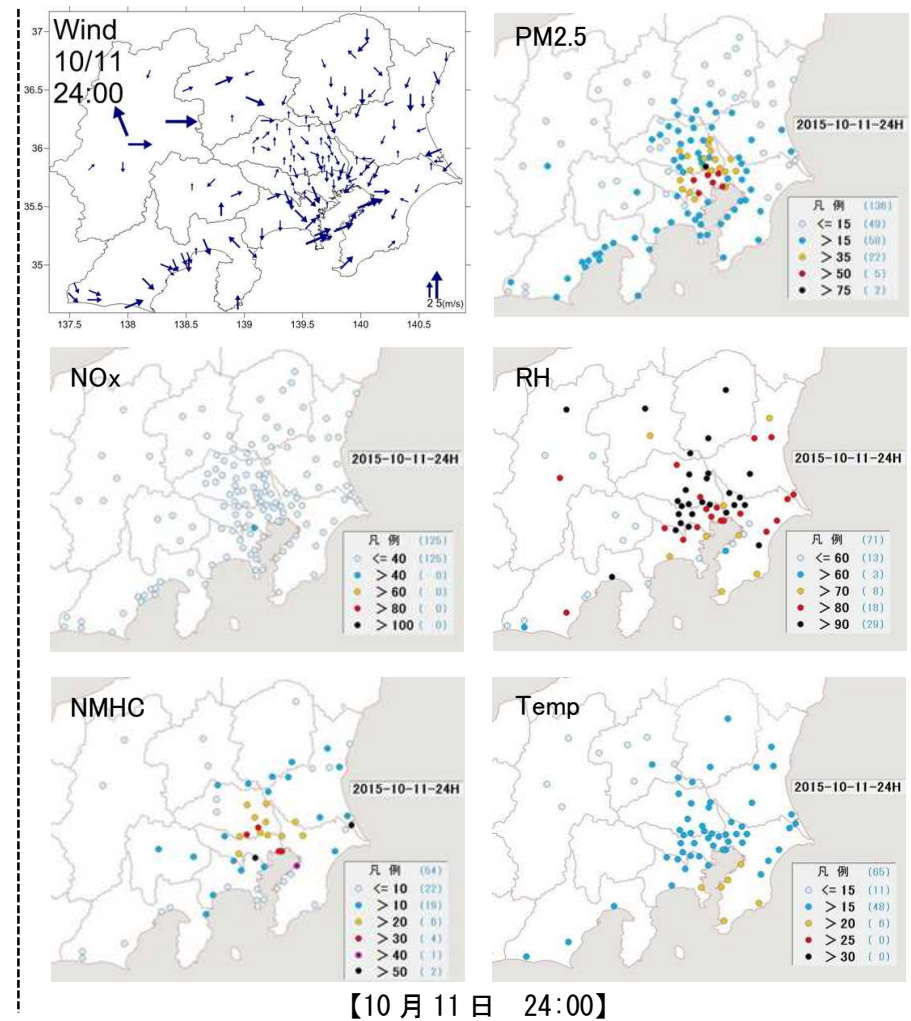 Wind
10/11
24:00
37
36.5
36
35.5
35
137.5 138 138.5 139 139.5 140 140.5
2 5(m/s)
PM2.5
2015-10-11-24H
凡 例 (136)
<= 15 (49)
> 15 (58)
> 35 (22)
> 50 ( 5)
> 75 ( 2)
NOx
2015-10-11-24H
凡 例 (125)
<= 40 (125)
> 40 ( 0)
> 60 ( 0)
> 80 ( 0)
> 100 ( 0)
RH
2015-10-11-24H
凡 例 (71)
<= 60 (13)
> 60 ( 3)
> 70 ( 8)
> 80 (18)
> 90 (29)
NMHC
2015-10-11-24H
凡 例 (54)
<= 10 (22)
> 10 (19)
> 20 ( 6)
> 30 ( 4)
> 40 ( 1)
> 50 ( 2)
Temp
2015-10-11-24H
凡 例 (65)
<= 15 (11)
> 15 (48)
> 20 ( 6)
> 25 ( 0)
> 30 ( 0)
【10 月 11 日 24:00】